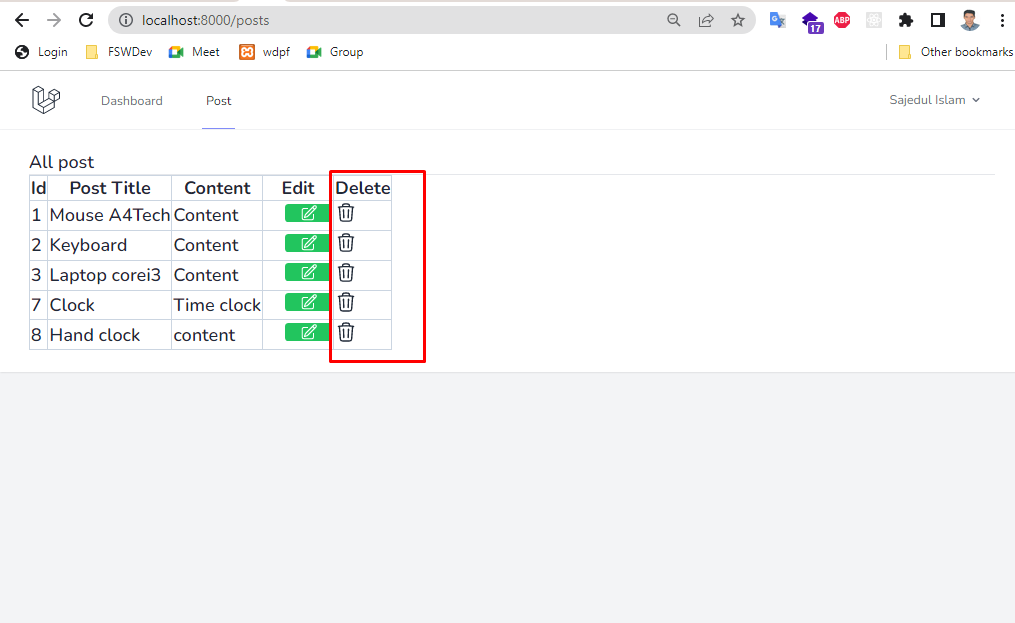 localhost:8000/posts
ABP
17
Login FSWDev Meet wdpf Group Other bookmarks
Dashboard Post Sajedul Islam
All post
Id Post Title Content Edit Delete
1 Mouse A4Tech Content
2 Keyboard Content
3 Laptop corei3 Content
7 Clock Time clock
8 Hand clock content